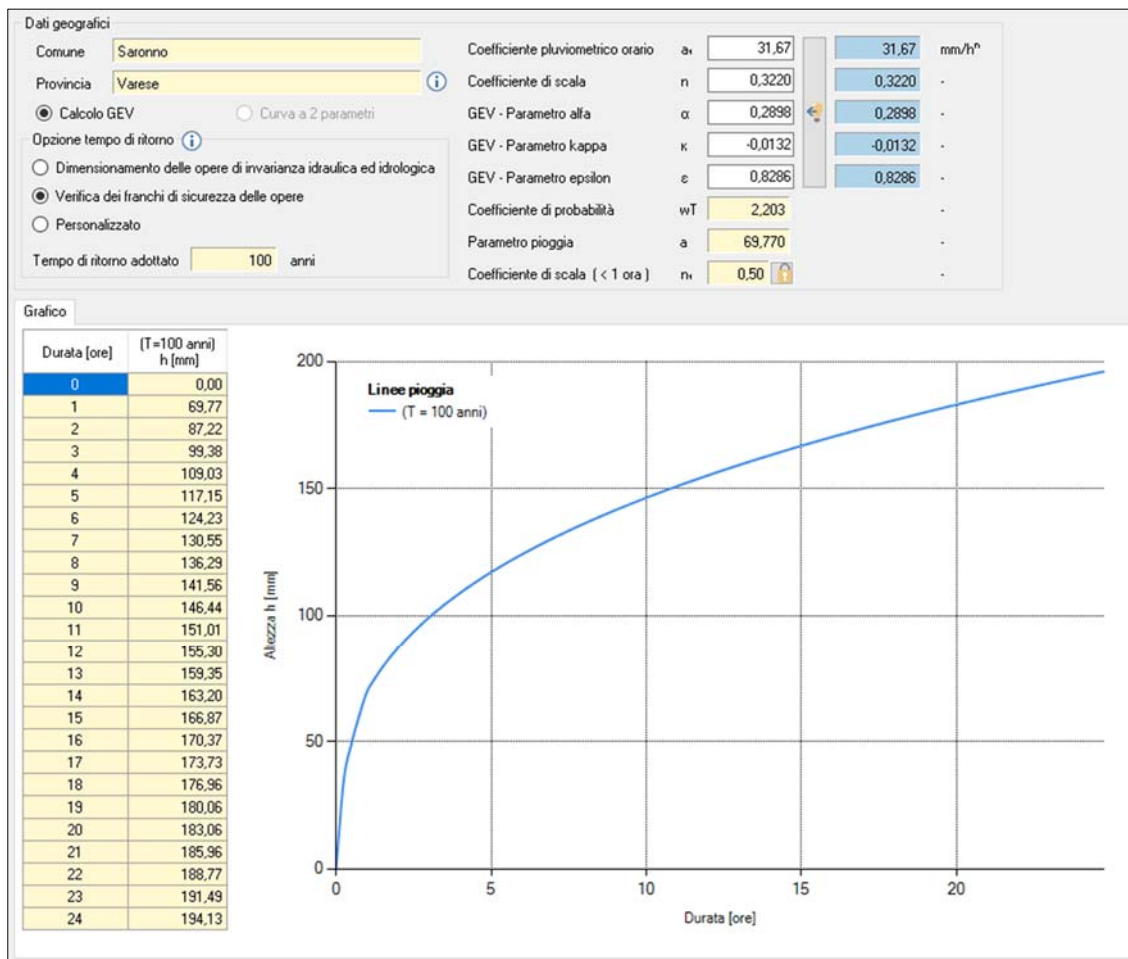 Dati geografici
Comune Saronno
Provincia Varese
Calcolo GEV Curva a 2 parametri
Opzione tempo di ritorno
Dimensionamento delle opere di invarianza idraulica ed idrologica
Verifica dei franchi di sicurezza delle opere
Personalizzato
Tempo di ritorno adottato 100 anni
Coefficiente pluviometrico orario a₁ 31,67 31,67 mm/hⁿ
Coefficiente di scala n 0,3220 0,3220 -
GEV - Parametro alfa α 0,2898 0,2898 -
GEV - Parametro kappa κ -0,0132 -0,0132 -
GEV - Parametro epsilon ε 0,8286 0,8286 -
Coefficiente di probabilità wT 2,203 -
Parametro pioggia a 69,770 -
Coefficiente di scala ( < 1 ora ) n₁ 0,50 -
Grafico
Durata [ore] (T=100 anni) h [mm]
0 0,00
1 69,77
2 87,22
3 99,38
4 109,03
5 117,15
6 124,23
7 130,55
8 136,29
9 141,56
10 146,44
11 151,01
12 155,30
13 159,35
14 163,20
15 166,87
16 170,37
17 173,73
18 176,96
19 180,06
20 183,06
21 185,96
22 188,77
23 191,49
24 194,13
Linee pioggia
(T = 100 anni)
Altezza h [mm]
200
150
100
50
0
0 5 10 15 20
Durata [ore]